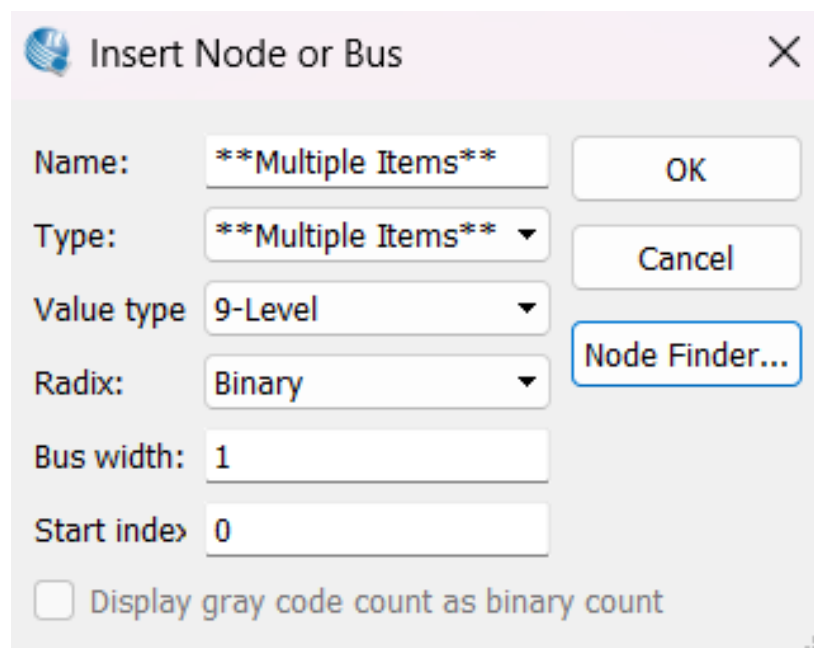 Insert Node or Bus
Name: **Multiple Items** OK
Type: **Multiple Items** Cancel
Value type 9-Level
Node Finder...
Radix: Binary
Bus width: 1
Start index 0
Display gray code count as binary count